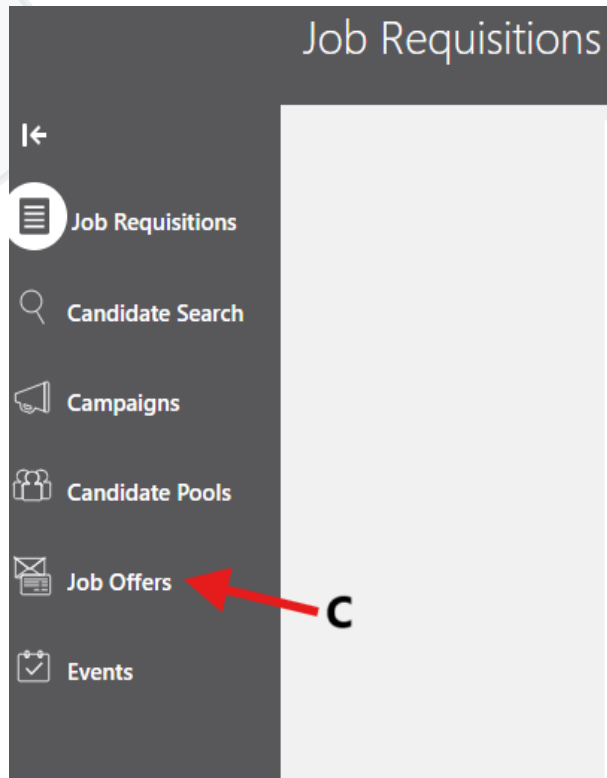 Job Requisitions
Job Requisitions
Candidate Search
Campaigns
Candidate Pools
Job Offers
C
Events